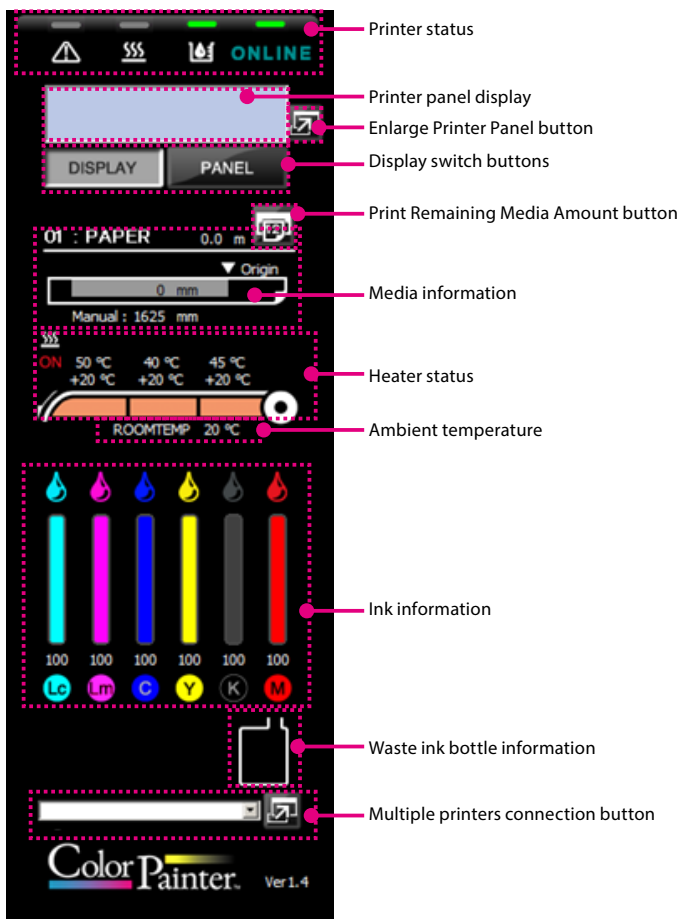 Printer status
ONLINE
Printer panel display
Enlarge Printer Panel button
DISPLAY PANEL
Display switch buttons
Print Remaining Media Amount button
01 : PAPER 0.0 m
Origin
0 mm
Media information
Manual : 1625 mm
ON 50 °C 40 °C 45 °C
+20 °C +20 °C +20 °C
Heater status
ROOMTEMP 20 °C
Ambient temperature
Ink information
100 100 100 100 100 100
Lc Lm C Y K M
Waste ink bottle information
Multiple printers connection button
Color Painter. Ver1.4